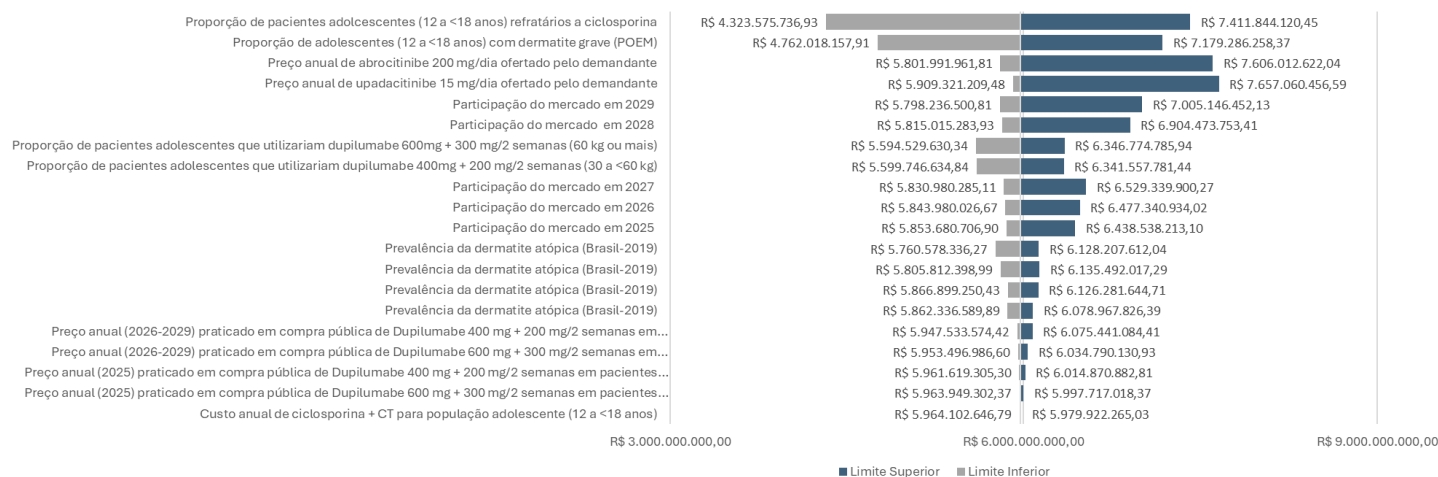 Proporção de pacientes adolcescentes (12 a <18 anos) refratários a ciclosporina R$ 4.323.575.736,93 R$ 7.411.844.120,45
Proporção de adolescentes (12 a <18 anos) com dermatite grave (POEM) R$ 4.762.018.157,91 R$ 7.179.286.258,37
Preço anual de abrocitinibe 200 mg/dia ofertado pelo demandante R$ 5.801.991.961,81 R$ 7.606.012.622,04
Preço anual de upadacitinibe 15 mg/dia ofertado pelo demandante R$ 5.909.321.209,48 R$ 7.657.060.456,59
Participação do mercado em 2029 R$ 5.798.236.500,81 R$ 7.005.146.452,13
Participação do mercado em 2028 R$ 5.815.015.283,93 R$ 6.904.473.753,41
Proporção de pacientes adolescentes que utilizariam dupilumabe 600mg + 300 mg/2 semanas (60 kg ou mais) R$ 5.594.529.630,34 R$ 6.346.774.785,94
Proporção de pacientes adolescentes que utilizariam dupilumabe 400mg + 200 mg/2 semanas (30 a <60 kg) R$ 5.599.746.634,84 R$ 6.341.557.781,44
Participação do mercado em 2027 R$ 5.830.980.285,11 R$ 6.529.339.900,27
Participação do mercado em 2026 R$ 5.843.980.026,67 R$ 6.477.340.934,02
Participação do mercado em 2025 R$ 5.853.680.706,90 R$ 6.438.538.213,10
Prevalência da dermatite atópica (Brasil-2019) R$ 5.760.578.336,27 R$ 6.128.207.612,04
Prevalência da dermatite atópica (Brasil-2019) R$ 5.805.812.398,99 R$ 6.135.492.017,29
Prevalência da dermatite atópica (Brasil-2019) R$ 5.866.899.250,43 R$ 6.126.281.644,71
Prevalência da dermatite atópica (Brasil-2019) R$ 5.862.336.589,89 R$ 6.078.967.826,39
Preço anual (2026-2029) praticado em compra pública de Dupilumabe 400 mg + 200 mg/2 semanas em... R$ 5.947.533.574,42 R$ 6.075.441.084,41
Preço anual (2026-2029) praticado em compra pública de Dupilumabe 600 mg + 300 mg/2 semanas em... R$ 5.953.496.986,60 R$ 6.034.790.130,93
Preço anual (2025) praticado em compra pública de Dupilumabe 400 mg + 200 mg/2 semanas em pacientes... R$ 5.961.619.305,30 R$ 6.014.870.882,81
Preço anual (2025) praticado em compra pública de Dupilumabe 600 mg + 300 mg/2 semanas em pacientes... R$ 5.963.949.302,37 R$ 5.997.717.018,37
Custo anual de ciclosporina + CT para população adolescente (12 a <18 anos) R$ 5.964.102.646,79 R$ 5.979.922.265,03
R$ 3.000.000.000,00 R$ 6.000.000.000,00 R$ 9.000.000.000,00
Limite Superior Limite Inferior